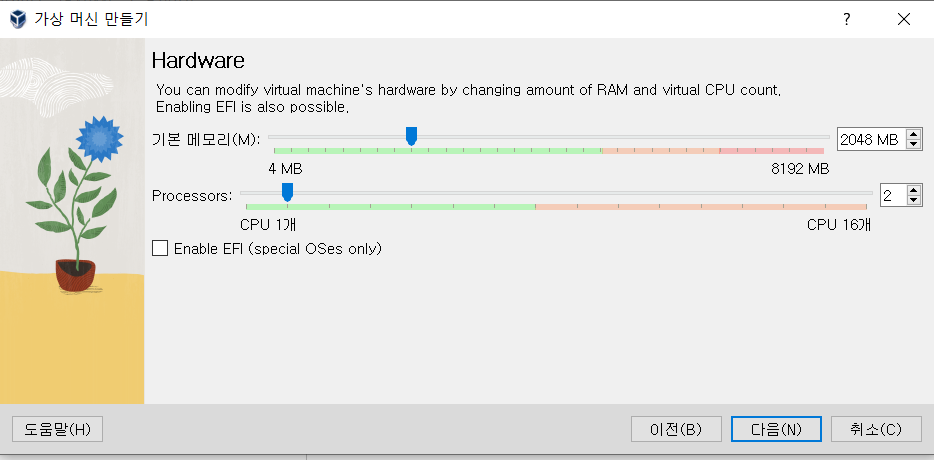 가상 머신 만들기
?
Hardware
You can modify virtual machine's hardware by changing amount of RAM and virtual CPU count.
Enabling EFI is also possible.
기본 메모리(M):
2048 MB
4 MB
8192 MB
Processors:
2
CPU 1개
CPU 16개
Enable EFI (special OSes only)
도움말(H)
이전(B)
다음(N)
취소(C)